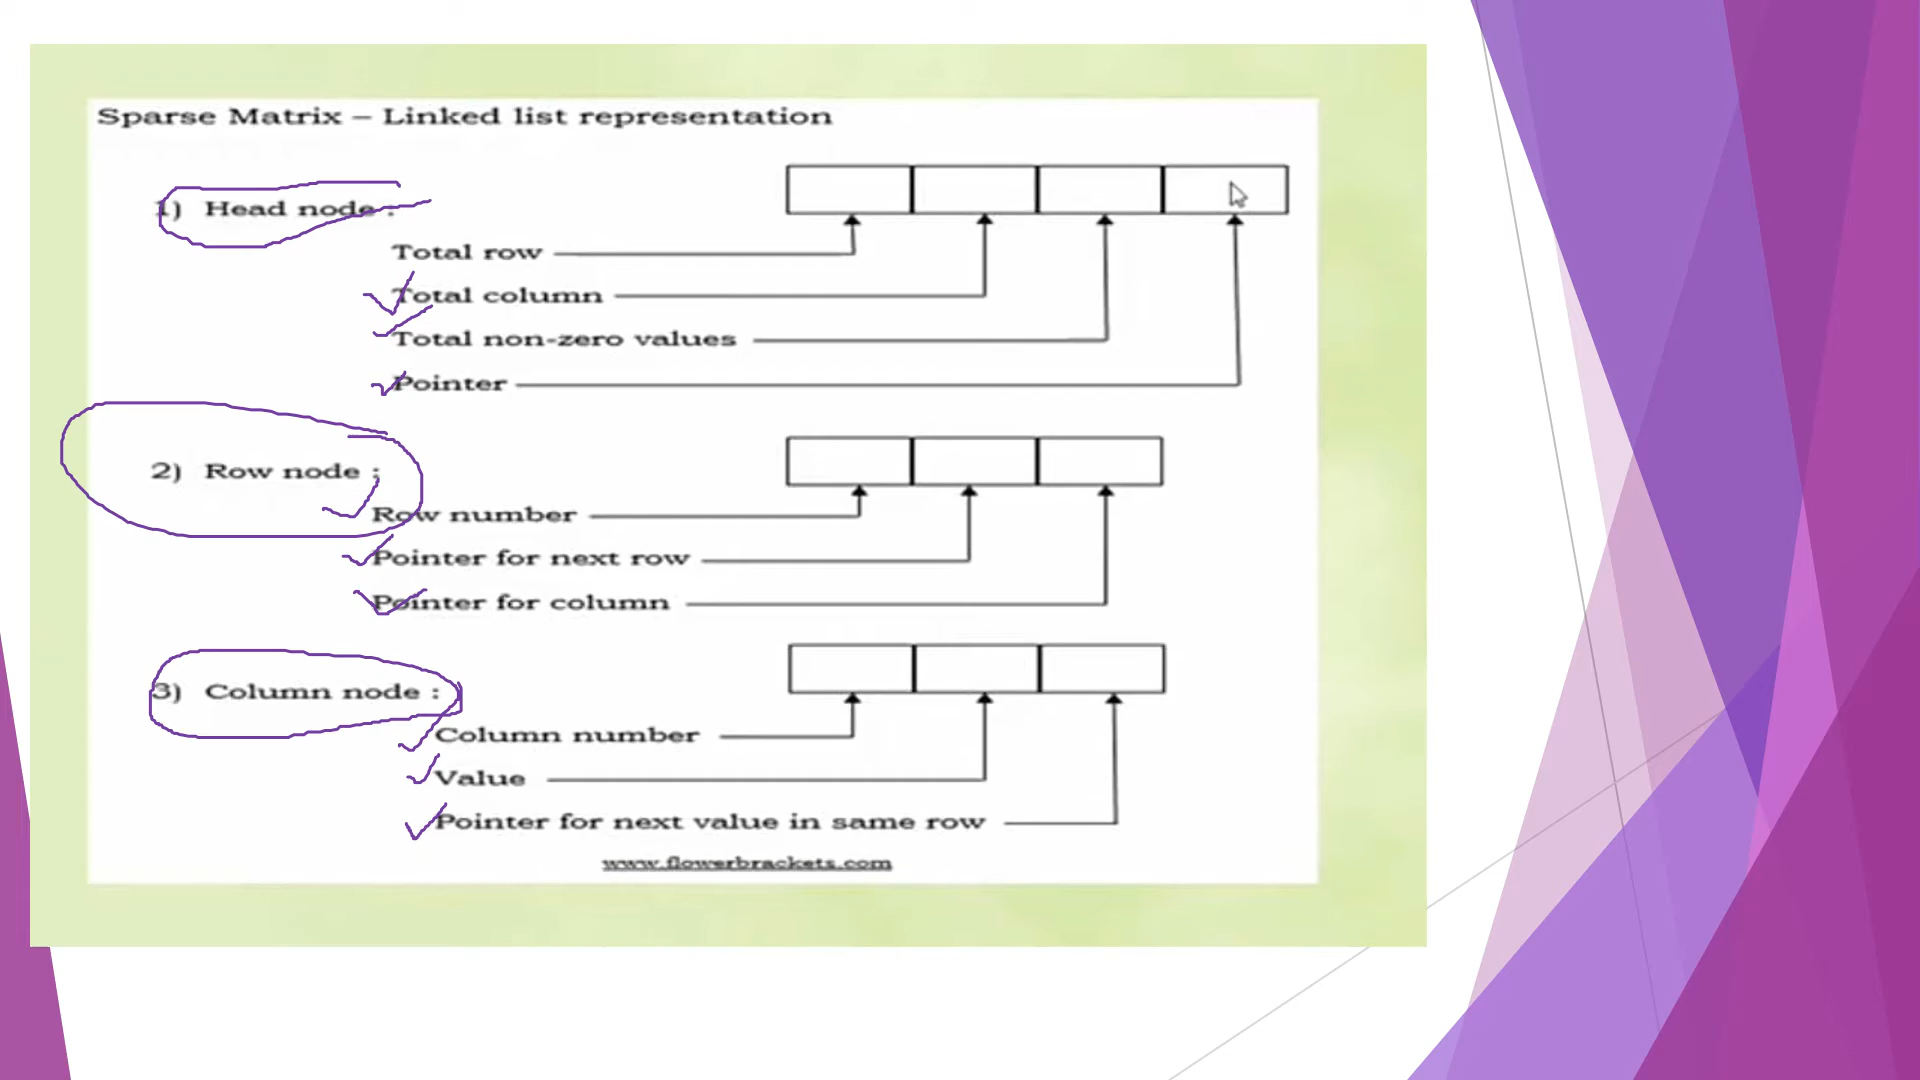 Sparse Matrix – Linked list representation
1) Head node :
Total row
Total column
Total non-zero values
Pointer
2) Row node :
Row number
Pointer for next row
Pointer for column
3) Column node :
Column number
Value
Pointer for next value in same row
www.flowerbrackets.com